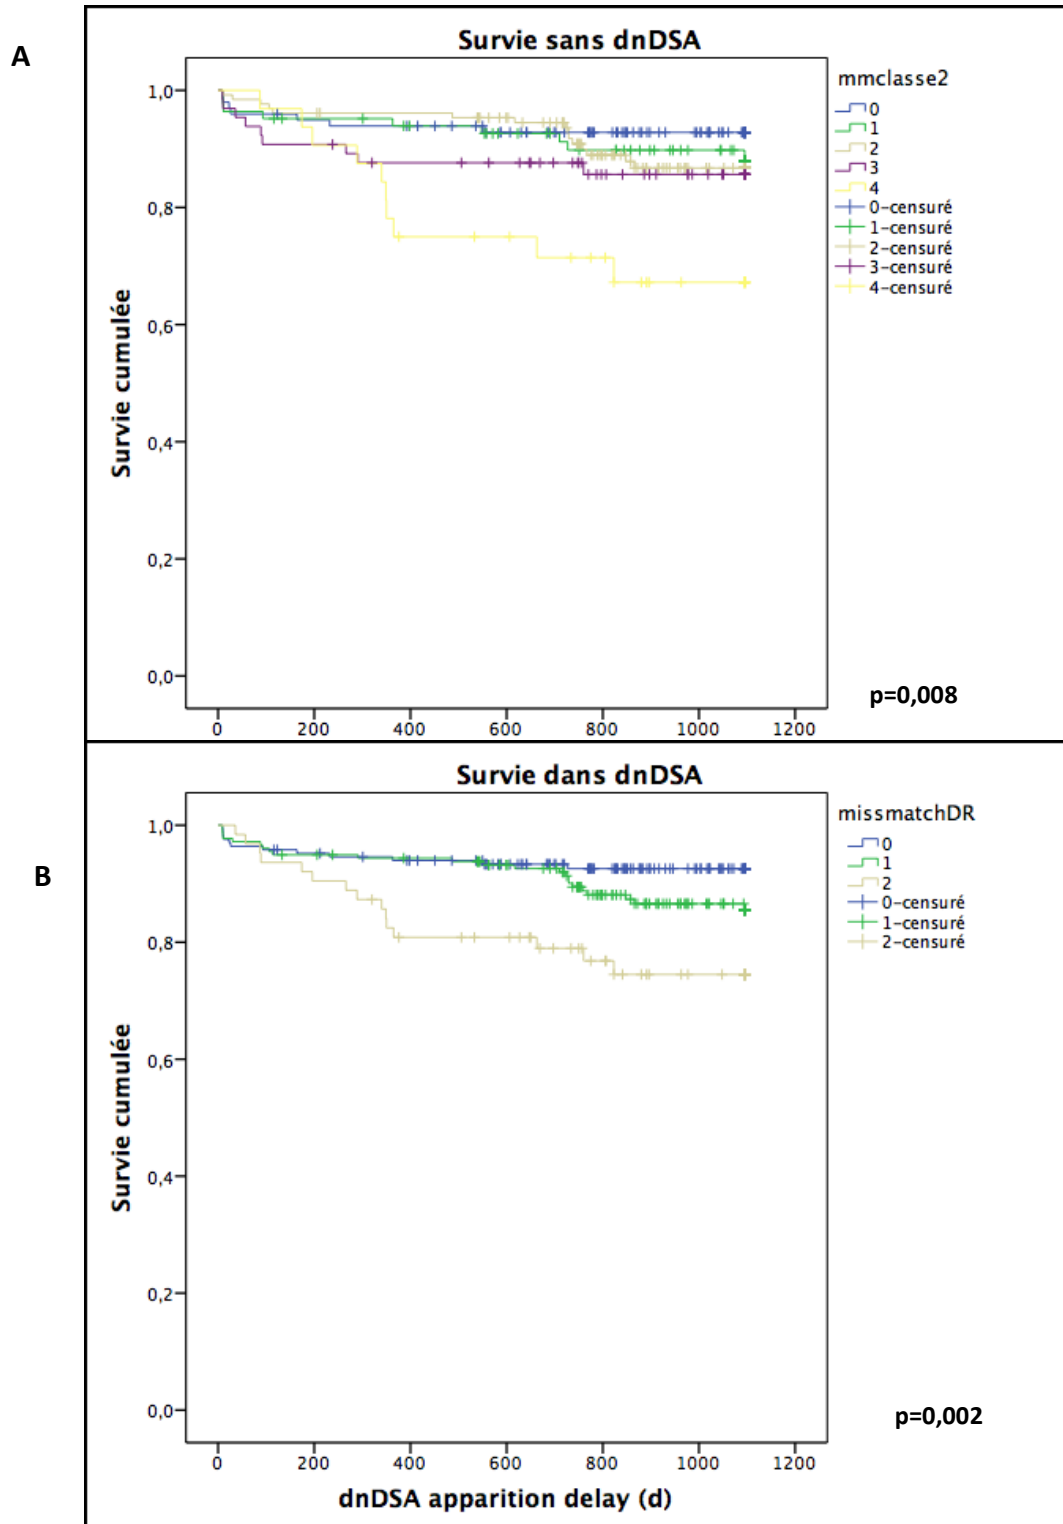 A
Survie sans dnDSA
mmclasse2
0
1
2
3
4
0-censuré
1-censuré
2-censuré
3-censuré
4-censuré
Survie cumulée
1,0
0,8
0,6
0,4
0,2
0,0
0 200 400 600 800 1000 1200
p=0,008
B
Survie dans dnDSA
missmatchDR
0
1
2
0-censuré
1-censuré
2-censuré
Survie cumulée
1,0
0,8
0,6
0,4
0,2
0,0
0 200 400 600 800 1000 1200
p=0,002
dnDSA apparition delay (d)